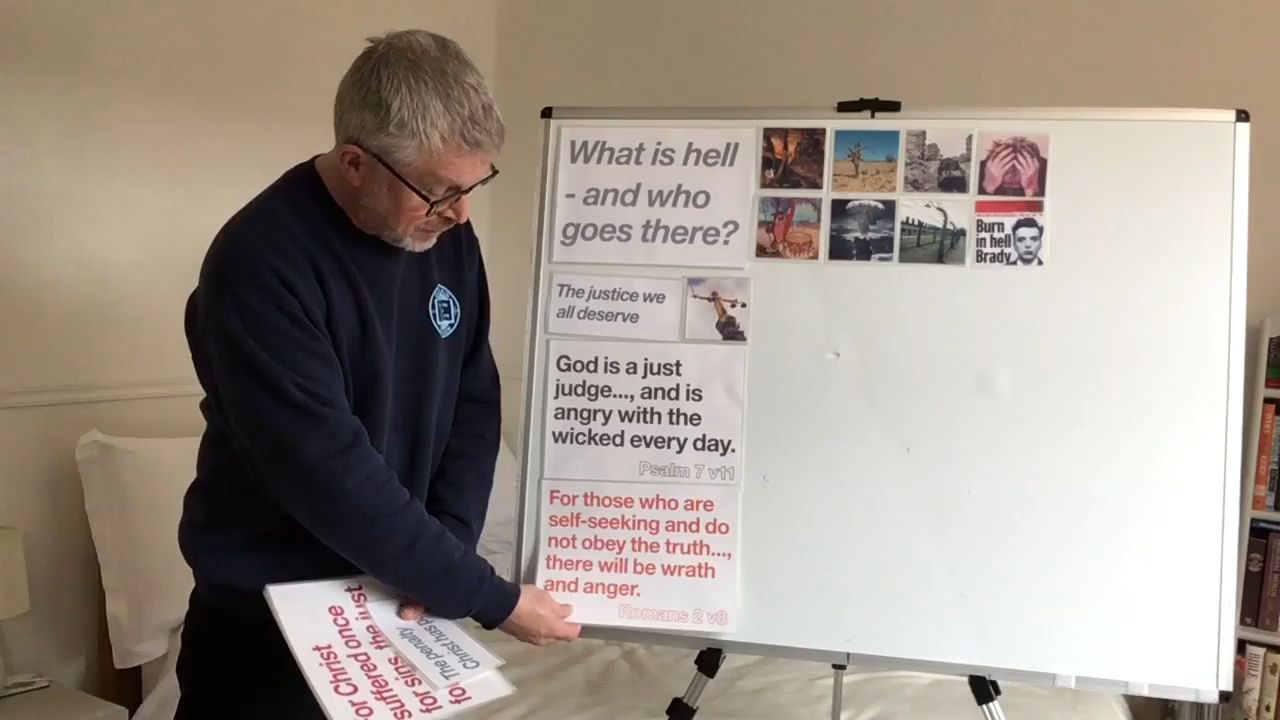 What is hell
- and who
goes there?
Burn
in hell
Brady
The justice we
all deserve
God is a just
judge..., and is
angry with the
wicked every day.
Psalm 7 v11
For those who are
self-seeking and do
not obey the truth...,
there will be wrath
and anger.
Romans 2 v8
or Christ
suffered once
for sins, the just
fo
The penalty
Christ has p
BIBLE